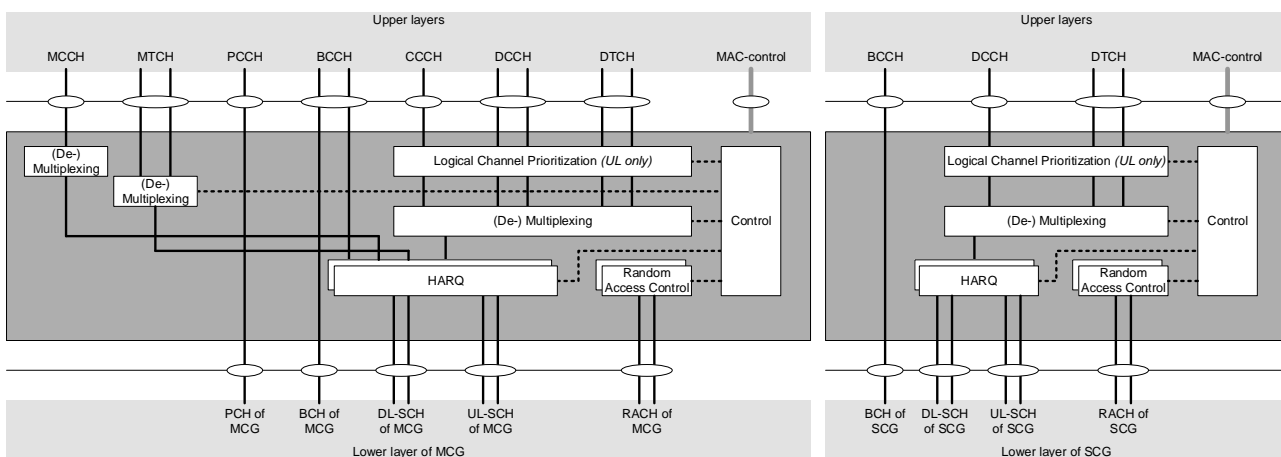 Upper layers
MCCH MTCH PCCH BCCH CCCH DCCH DTCH MAC-control
(De-)
Multiplexing
(De-)
Multiplexing
Logical Channel Prioritization (UL only)
(De-) Multiplexing
Control
HARQ
Random
Access Control
PCH of
MCG
BCH of
MCG
DL-SCH
of MCG
UL-SCH
of MCG
RACH of
MCG
Lower layer of MCG
Upper layers
BCCH DCCH DTCH MAC-control
Logical Channel Prioritization (UL only)
(De-) Multiplexing
Control
HARQ
Random
Access Control
BCH of
SCG
DL-SCH
of SCG
UL-SCH
of SCG
RACH of
SCG
Lower layer of SCG